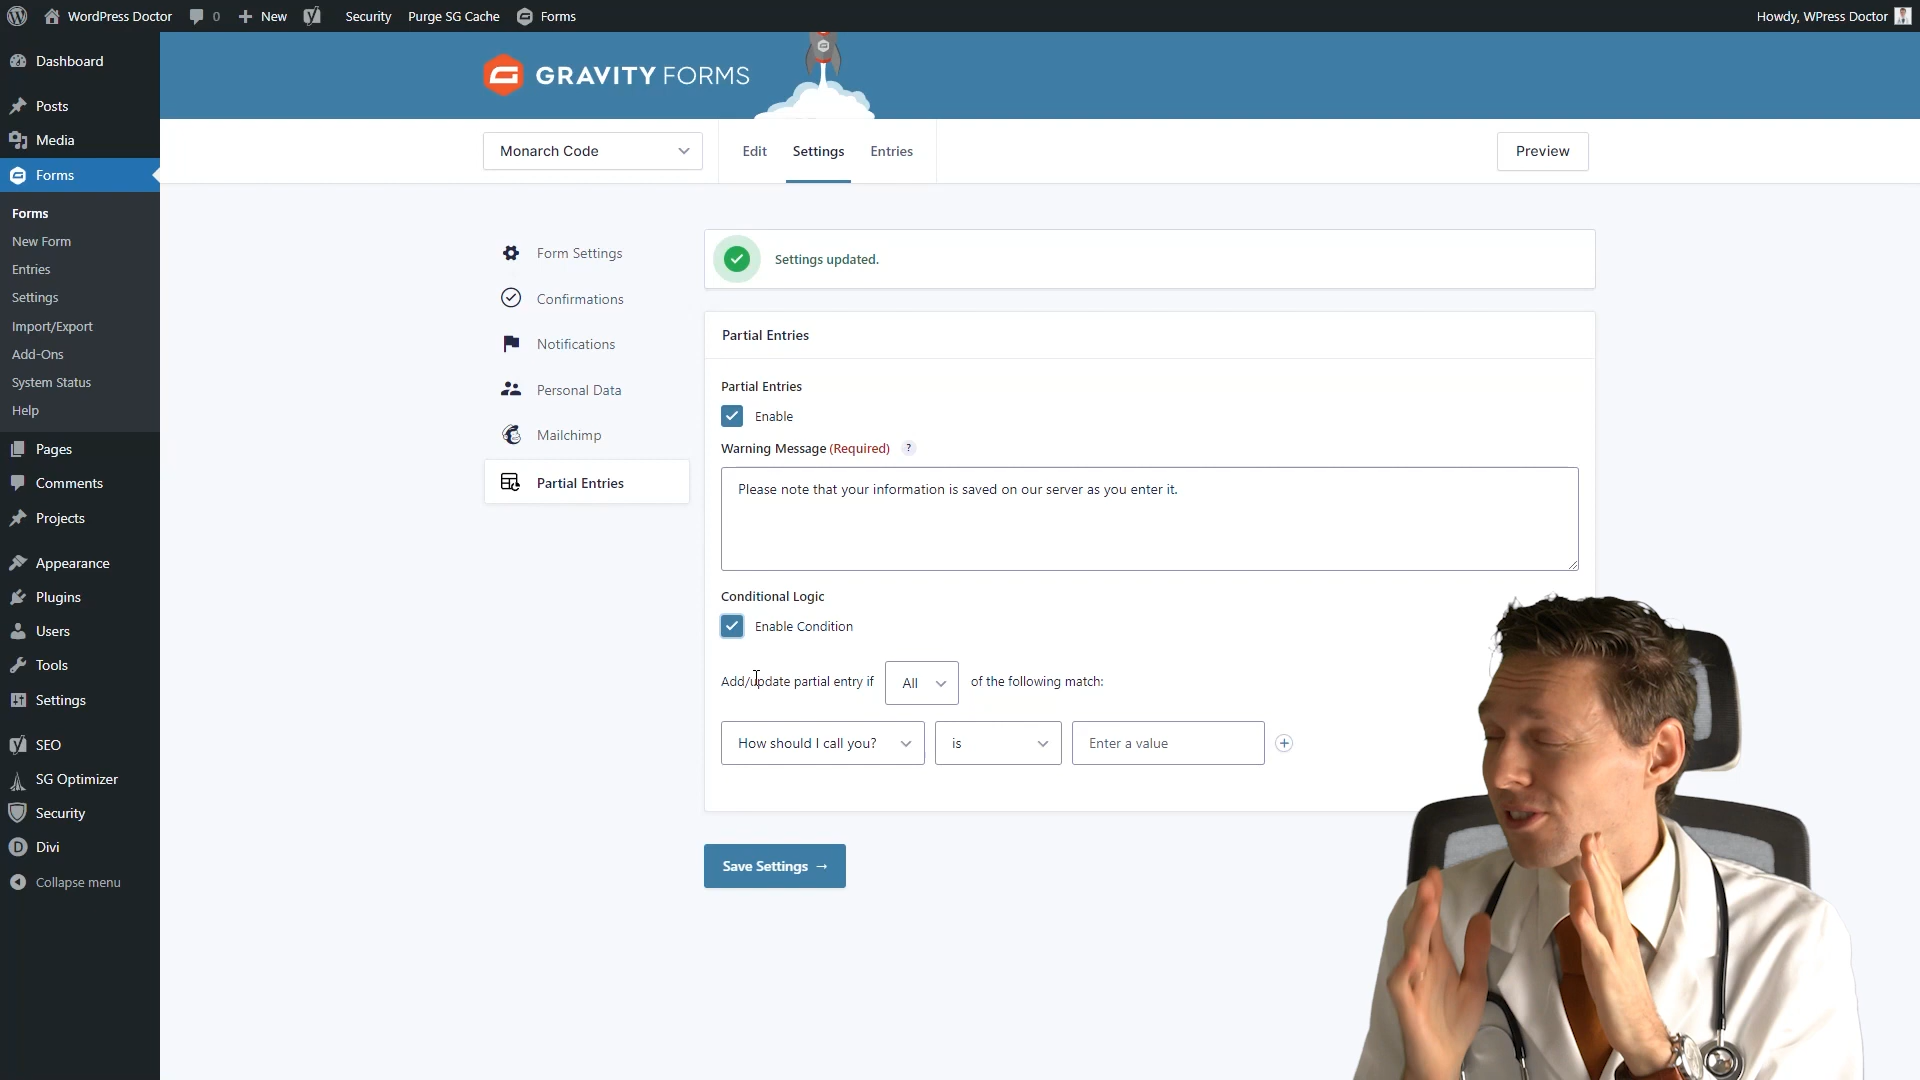 WordPress Doctor 0 New Security Purge SG Cache Forms Howdy, WPress Doctor
Dashboard
Posts
Media
Forms
Forms
New Form
Entries
Settings
Import/Export
Add-Ons
System Status
Help
Pages
Comments
Projects
Appearance
Plugins
Users
Tools
Settings
SEO
SG Optimizer
Security
Divi
Collapse menu
GRAVITY FORMS
Monarch Code Edit Settings Entries Preview
Form Settings
Confirmations
Notifications
Personal Data
Mailchimp
Partial Entries
Settings updated.
Partial Entries
Partial Entries
Enable
Warning Message (Required) ?
Please note that your information is saved on our server as you enter it.
Conditional Logic
Enable Condition
Add/update partial entry if All of the following match:
How should I call you? is Enter a value
Save Settings →